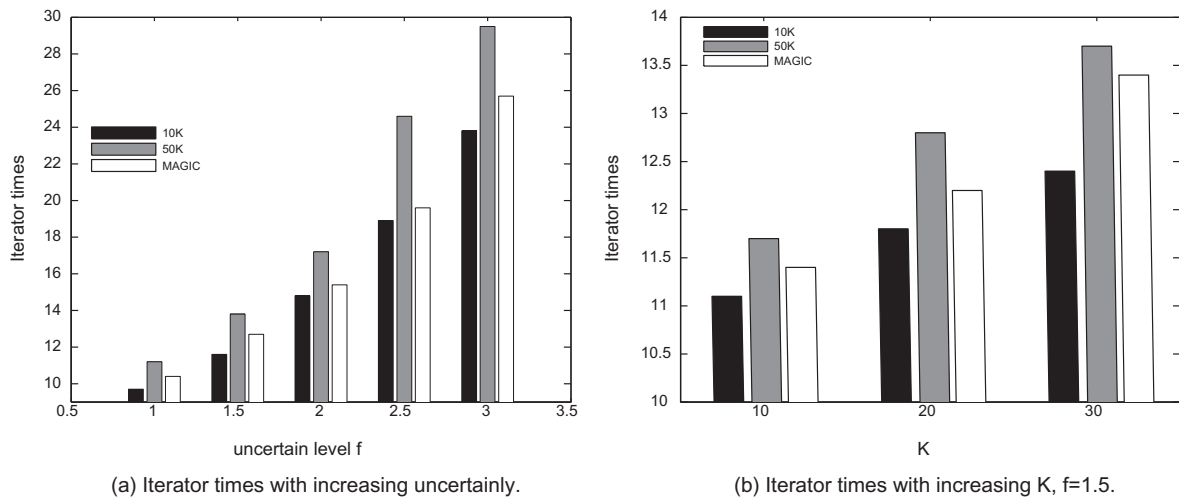 30
28
26
24
22
20
18
16
14
12
10
Iterator times
10K
50K
MAGIC
0.5 1 1.5 2 2.5 3 3.5
uncertain level f
(a) Iterator times with increasing uncertainly.
14
13.5
13
12.5
12
11.5
11
10.5
10
Iterator times
10K
50K
MAGIC
10 20 30
K
(b) Iterator times with increasing K, f=1.5.